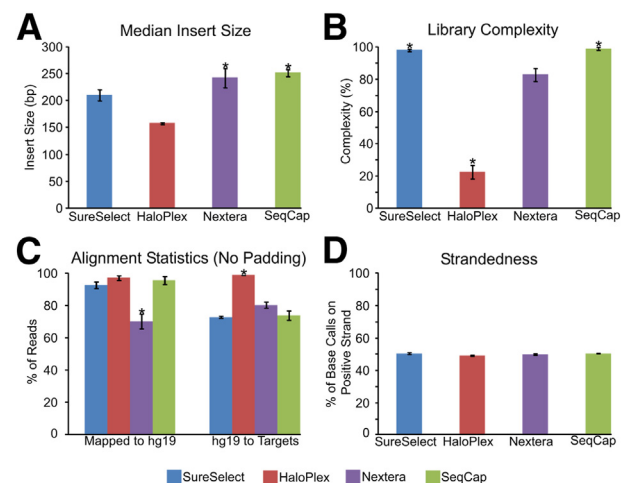 A
Median Insert Size
Insert Size (bp)
300
250
200
150
100
50
0
SureSelect HaloPlex Nextera SeqCap
*
*
B
Library Complexity
Complexity (%)
100
80
60
40
20
0
SureSelect HaloPlex Nextera SeqCap
*
*
*
C
Alignment Statistics (No Padding)
% of Reads
100
80
60
40
20
0
Mapped to hg19 hg19 to Targets
*
*
D
Strandedness
% of Base Calls on
Positive Strand
100
80
60
40
20
0
SureSelect HaloPlex Nextera SeqCap
SureSelect HaloPlex Nextera SeqCap